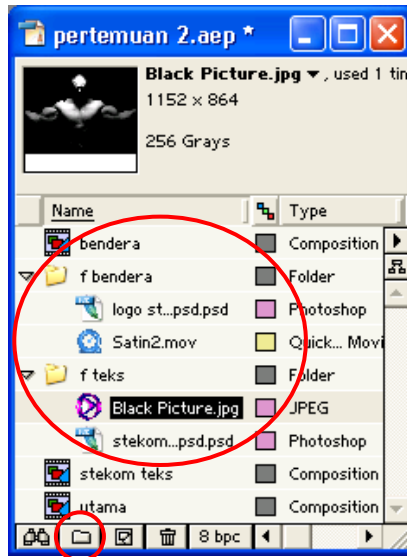 pertemuan 2.aep *
Black Picture.jpg ▾, used 1 tin
1152 × 864
256 Grays
Name Type
bendera Composition
f bendera Folder
logo st...psd.psd Photoshop
Satin2.mov Quick... Movi
f teks Folder
Black Picture.jpg JPEG
stekom...psd.psd Photoshop
stekom teks Composition
utama Composition
8 bpc